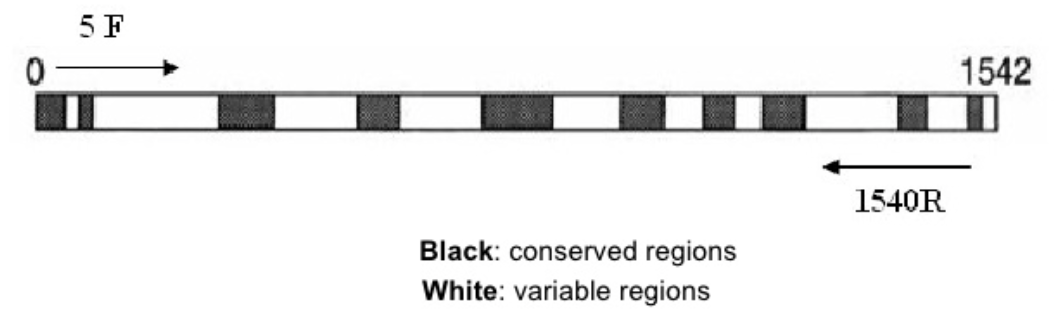 5 F
0
1542
1540R
Black: conserved regions
White: variable regions